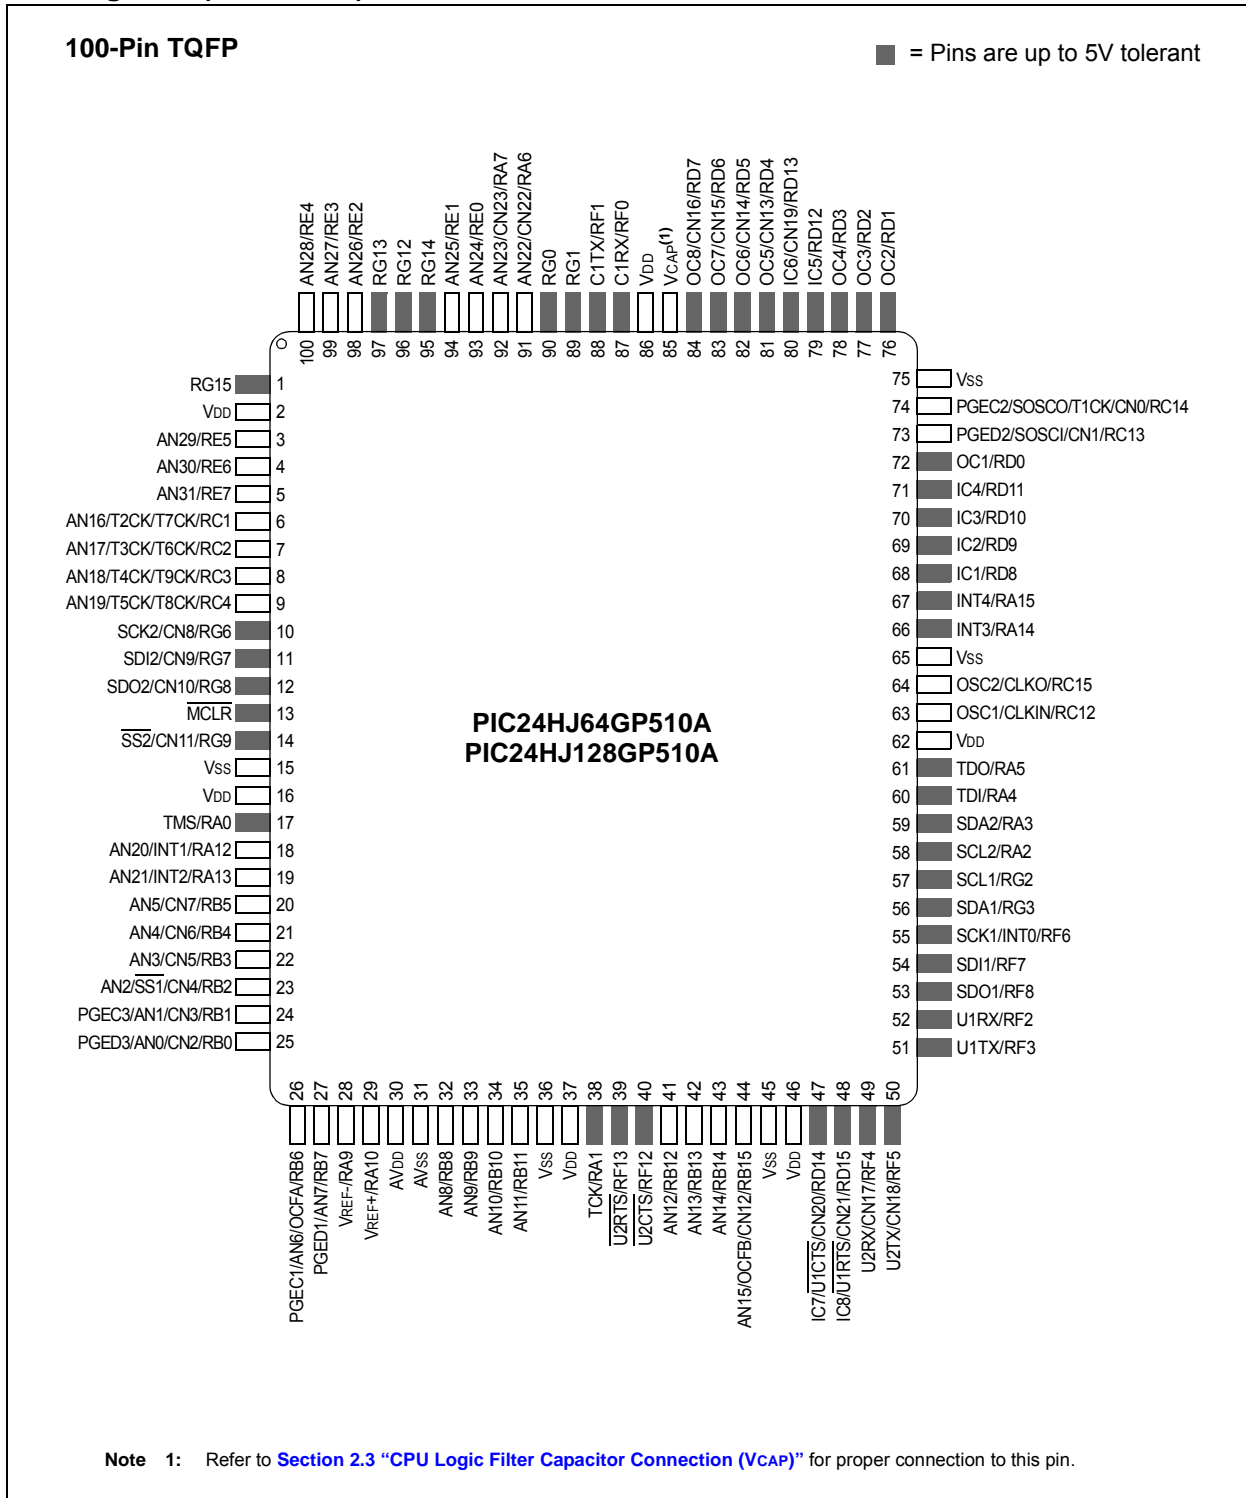 100-Pin TQFP
= Pins are up to 5V tolerant
AN28/RE4
AN27/RE3
AN26/RE2
RG13
RG12
RG14
AN25/RE1
AN24/RE0
AN23/CN23/RA7
AN22/CN22/RA6
RG0
RG1
C1TX/RF1
C1RX/RF0
VDD
VCAP(1)
OC8/CN16/RD7
OC7/CN15/RD6
OC6/CN14/RD5
OC5/CN13/RD4
IC6/CN19/RD13
IC5/RD12
OC4/RD3
OC3/RD2
OC2/RD1
100
99
98
97
96
95
94
93
92
91
90
89
88
87
86
85
84
83
82
81
80
79
78
77
76
RG15 1
VDD 2
AN29/RE5 3
AN30/RE6 4
AN31/RE7 5
AN16/T2CK/T7CK/RC1 6
AN17/T3CK/T6CK/RC2 7
AN18/T4CK/T9CK/RC3 8
AN19/T5CK/T8CK/RC4 9
SCK2/CN8/RG6 10
SDI2/CN9/RG7 11
SDO2/CN10/RG8 12
MCLR 13
SS2/CN11/RG9 14
VSS 15
VDD 16
TMS/RA0 17
AN20/INT1/RA12 18
AN21/INT2/RA13 19
AN5/CN7/RB5 20
AN4/CN6/RB4 21
AN3/CN5/RB3 22
AN2/SS1/CN4/RB2 23
PGEC3/AN1/CN3/RB1 24
PGED3/AN0/CN2/RB0 25
PIC24HJ64GP510A
PIC24HJ128GP510A
75 VSS
74 PGEC2/SOSCO/T1CK/CN0/RC14
73 PGED2/SOSCI/CN1/RC13
72 OC1/RD0
71 IC4/RD11
70 IC3/RD10
69 IC2/RD9
68 IC1/RD8
67 INT4/RA15
66 INT3/RA14
65 VSS
64 OSC2/CLKO/RC15
63 OSC1/CLKIN/RC12
62 VDD
61 TDO/RA5
60 TDI/RA4
59 SDA2/RA3
58 SCL2/RA2
57 SCL1/RG2
56 SDA1/RG3
55 SCK1/INT0/RF6
54 SDI1/RF7
53 SDO1/RF8
52 U1RX/RF2
51 U1TX/RF3
26
27
28
29
30
31
32
33
34
35
36
37
38
39
40
41
42
43
44
45
46
47
48
49
50
PGEC1/AN6/OCFA/RB6
PGED1/AN7/RB7
VREF-/RA9
VREF+/RA10
AVDD
AVSS
AN8/RB8
AN9/RB9
AN10/RB10
AN11/RB11
VSS
VDD
TCK/RA1
U2RTS/RF13
U2CTS/RF12
AN12/RB12
AN13/RB13
AN14/RB14
AN15/OCFB/CN12/RB15
VSS
VDD
IC7/U1CTS/CN20/RD14
IC8/U1RTS/CN21/RD15
U2RX/CN17/RF4
U2TX/CN18/RF5
Note 1: Refer to Section 2.3 “CPU Logic Filter Capacitor Connection (VCAP)” for proper connection to this pin.